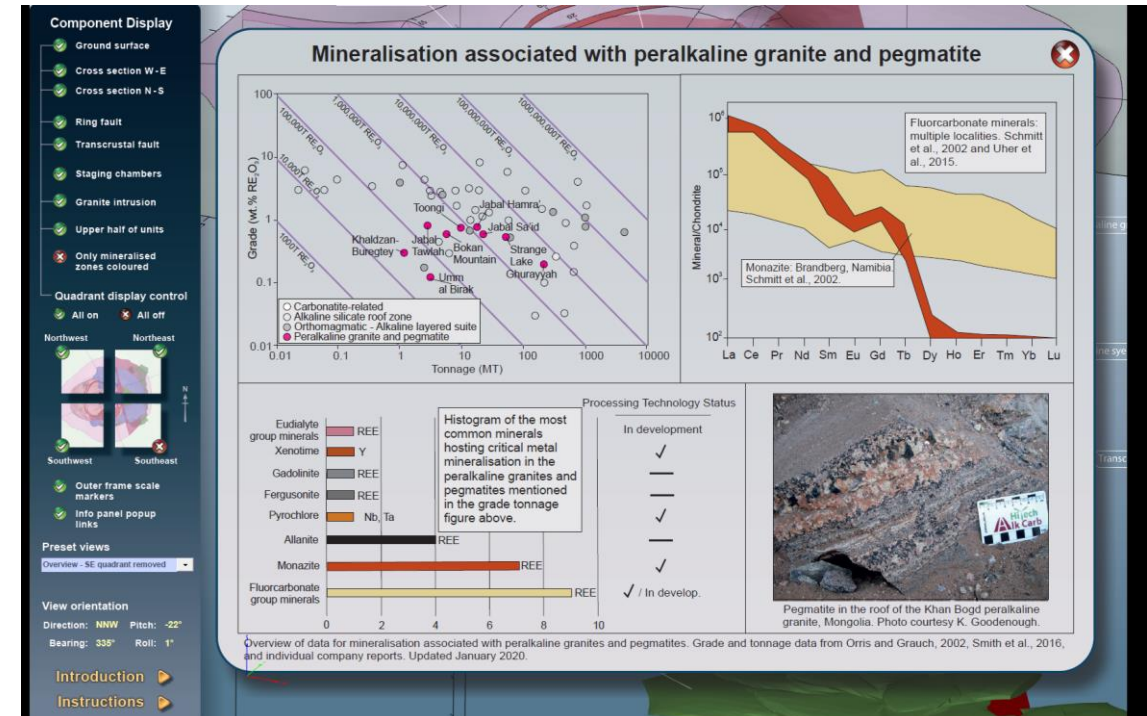 Component Display
Ground surface
Cross section W-E
Cross section N-S
Ring fault
Transcrustal fault
Staging chambers
Granite intrusion
Upper half of units
Only mineralised
zones coloured
Quadrant display control
All on All off
Northwest Northeast
N
S
Southwest Southeast
Outer frame scale
markers
Info panel popup
links
Preset views
Overview - SE quadrant removed
View orientation
Direction: NNW Pitch: -22°
Bearing: 335° Roll: 1°
Introduction
Instructions
Mineralisation associated with peralkaline granite and pegmatite
Grade (wt.% RE2O3)
100
10
1
0.1
0.01
100,000T RE2O3
1,000,000T RE2O3
10,000,000T RE2O3
100,000,000T RE2O3
1000,000,000T RE2O3
10,000T RE2O3
1000T RE2O3
Toongi
Jabal Hamra'
Jabal Sa'id
Khaldzan-
Buregtey
Jabal
Tawlah
Bokan
Mountain
Strange
Lake
Ghurayyah
Umm
al Birak
Carbonatite-related
Alkaline silicate roof zone
Orthomagmatic - Alkaline layered suite
Peralkaline granite and pegmatite
0.01 0.1 1 10 100 1000 10000
Tonnage (MT)
Mineral/Chondrite
10^6
10^5
10^4
10^3
10^2
Fluorcarbonate minerals:
multiple localities. Schmitt
et al., 2002 and Uher et
al., 2015.
Monazite: Brandberg, Namibia.
Schmitt et al., 2002.
La Ce Pr Nd Sm Eu Gd Tb Dy Ho Er Tm Yb Lu
Processing Technology Status
Eudialyte
group minerals REE In development
Xenotime Y ✓
Gadolinite REE —
Fergusonite REE —
Pyrochlore Nb, Ta ✓
Allanite REE —
Monazite REE ✓
Fluorcarbonate
group minerals REE ✓ / In develop.
0 2 4 6 8 10
Histogram of the most
common minerals
hosting critical metal
mineralisation in the
peralkaline granites and
pegmatites mentioned
in the grade tonnage
figure above.
HiTech
Alk Carb
Pegmatite in the roof of the Khan Bogd peralkaline
granite, Mongolia. Photo courtesy K. Goodenough.
Overview of data for mineralisation associated with peralkaline granites and pegmatites. Grade and tonnage data from Orris and Grauch, 2002, Smith et al., 2016,
and individual company reports. Updated January 2020.